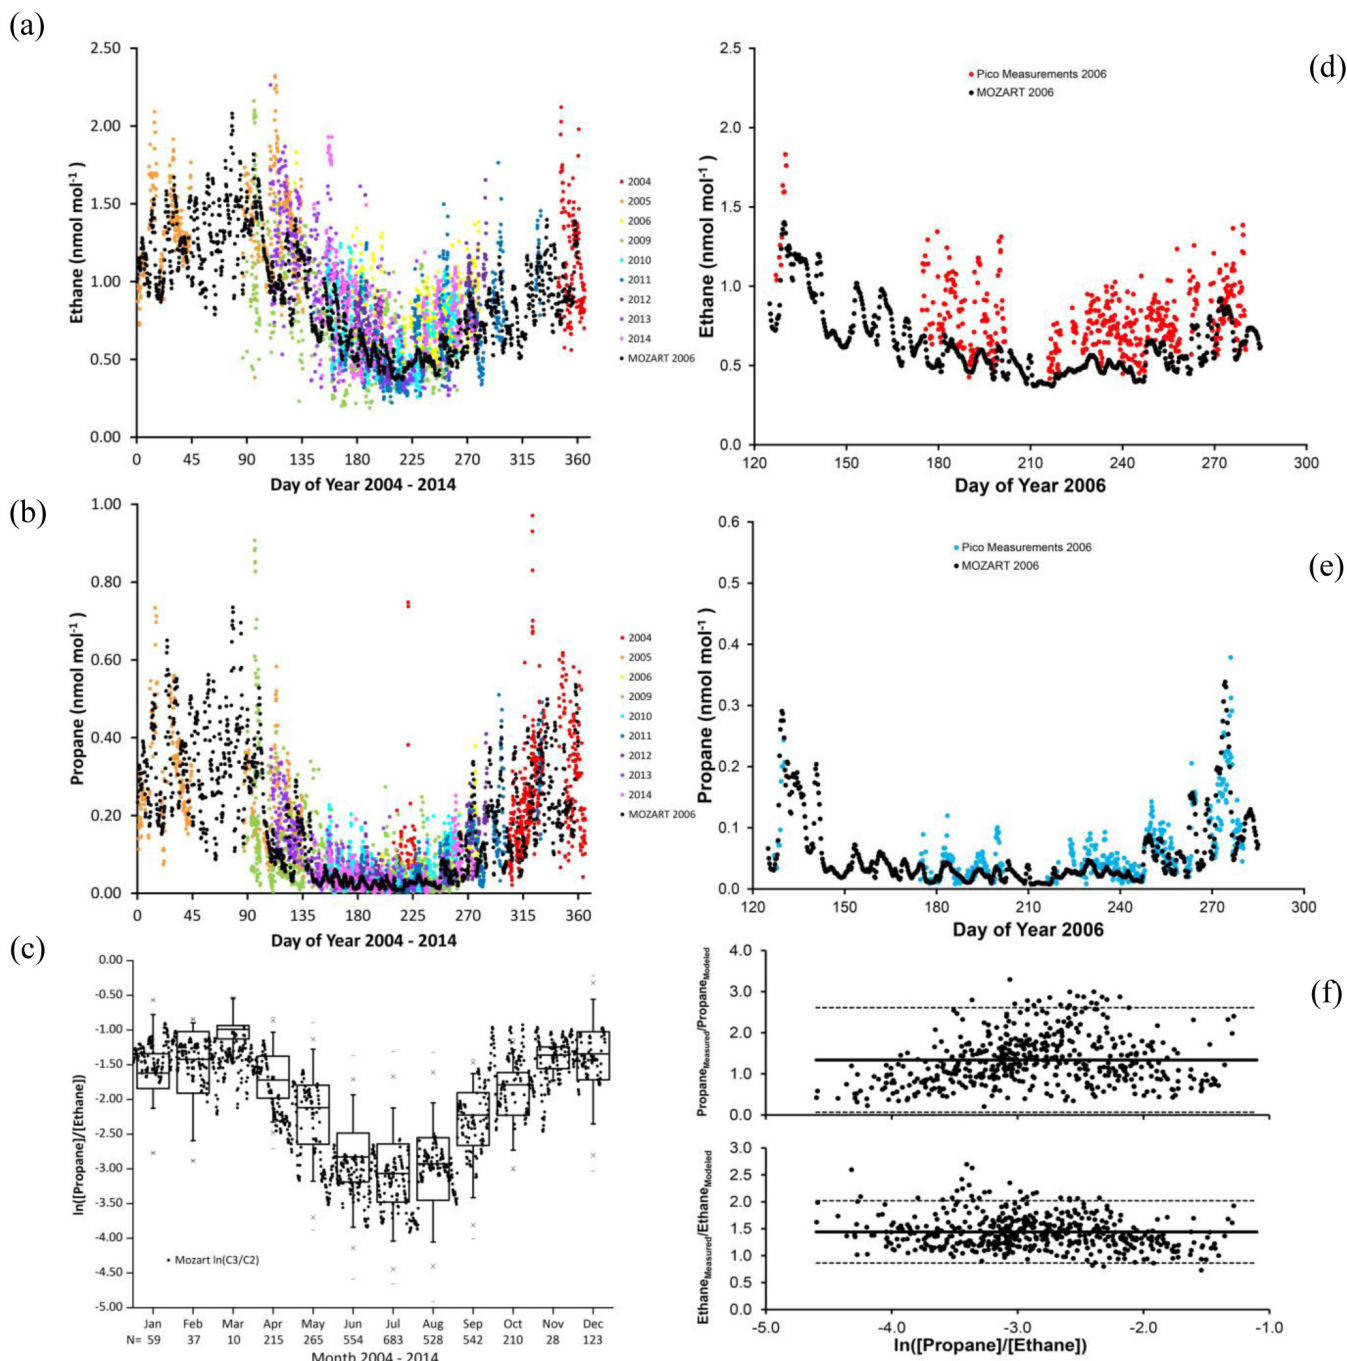 (a)
2.50
2.00
1.50
1.00
0.50
0.00
Ethane (nmol mol-1)
0 45 90 135 180 225 270 315 360
Day of Year 2004 - 2014
2004
2005
2006
2009
2010
2011
2012
2013
2014
MOZART 2006
(d)
2.5
2.0
1.5
1.0
0.5
0.0
Ethane (nmol mol-1)
Pico Measurements 2006
MOZART 2006
120 150 180 210 240 270 300
Day of Year 2006
(b)
1.00
0.80
0.60
0.40
0.20
0.00
Propane (nmol mol-1)
0 45 90 135 180 225 270 315 360
Day of Year 2004 - 2014
2004
2005
2006
2009
2010
2011
2012
2013
2014
MOZART 2006
(e)
0.6
0.5
0.4
0.3
0.2
0.1
0.0
Propane (nmol mol-1)
Pico Measurements 2006
MOZART 2006
120 150 180 210 240 270 300
Day of Year 2006
(c)
0.00
-0.50
-1.00
-1.50
-2.00
-2.50
-3.00
-3.50
-4.00
-4.50
-5.00
ln([Propane]/[Ethane])
Mozart ln(C3/C2)
Jan Feb Mar Apr May Jun Jul Aug Sep Oct Nov Dec
N= 59 37 10 215 265 554 683 528 542 210 28 123
Month 2004 - 2014
(f)
4.0
3.0
2.0
1.0
0.0
PropaneMeasured/PropaneModeled
3.0
2.5
2.0
1.5
1.0
0.5
0.0
EthaneMeasured/EthaneModeled
-5.0 -4.0 -3.0 -2.0 -1.0
ln([Propane]/[Ethane])